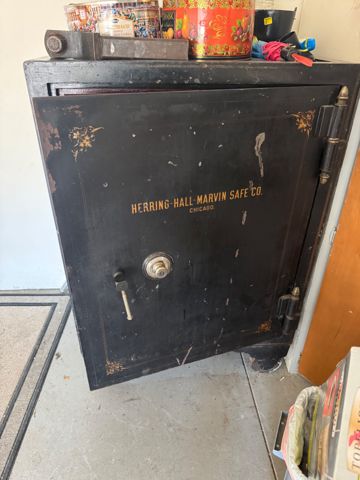 HERRING-HALL-MARVIN SAFE CO.
CHICAGO.